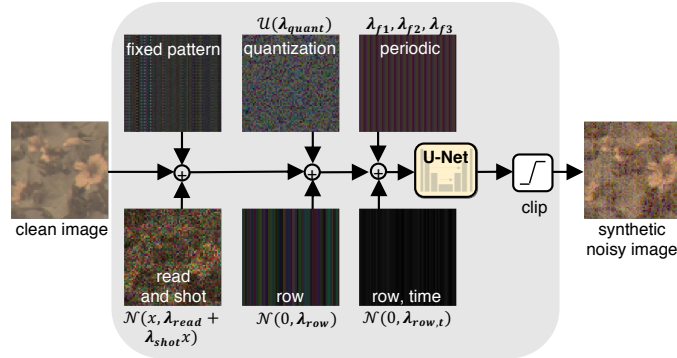 𝒰(λ_quant) λ_f1, λ_f2, λ_f3
fixed pattern quantization periodic
U-Net
clean image
clip
synthetic
noisy image
read
and shot row row, time
𝒩(x, λ_read + 𝒩(0, λ_row) 𝒩(0, λ_row,t)
λ_shot x)